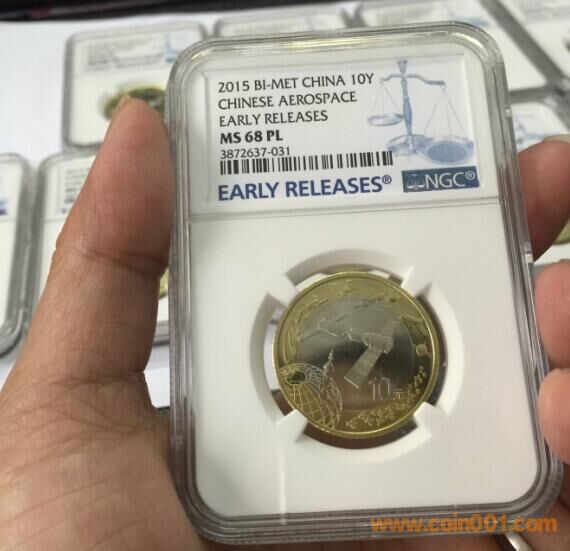 2015 BI-MET CHINA 10Y
CHINESE AEROSPACE
EARLY RELEASES
MS 68 PL
3872637-031
EARLY RELEASES®
NGC®
10元
www.coin001.com